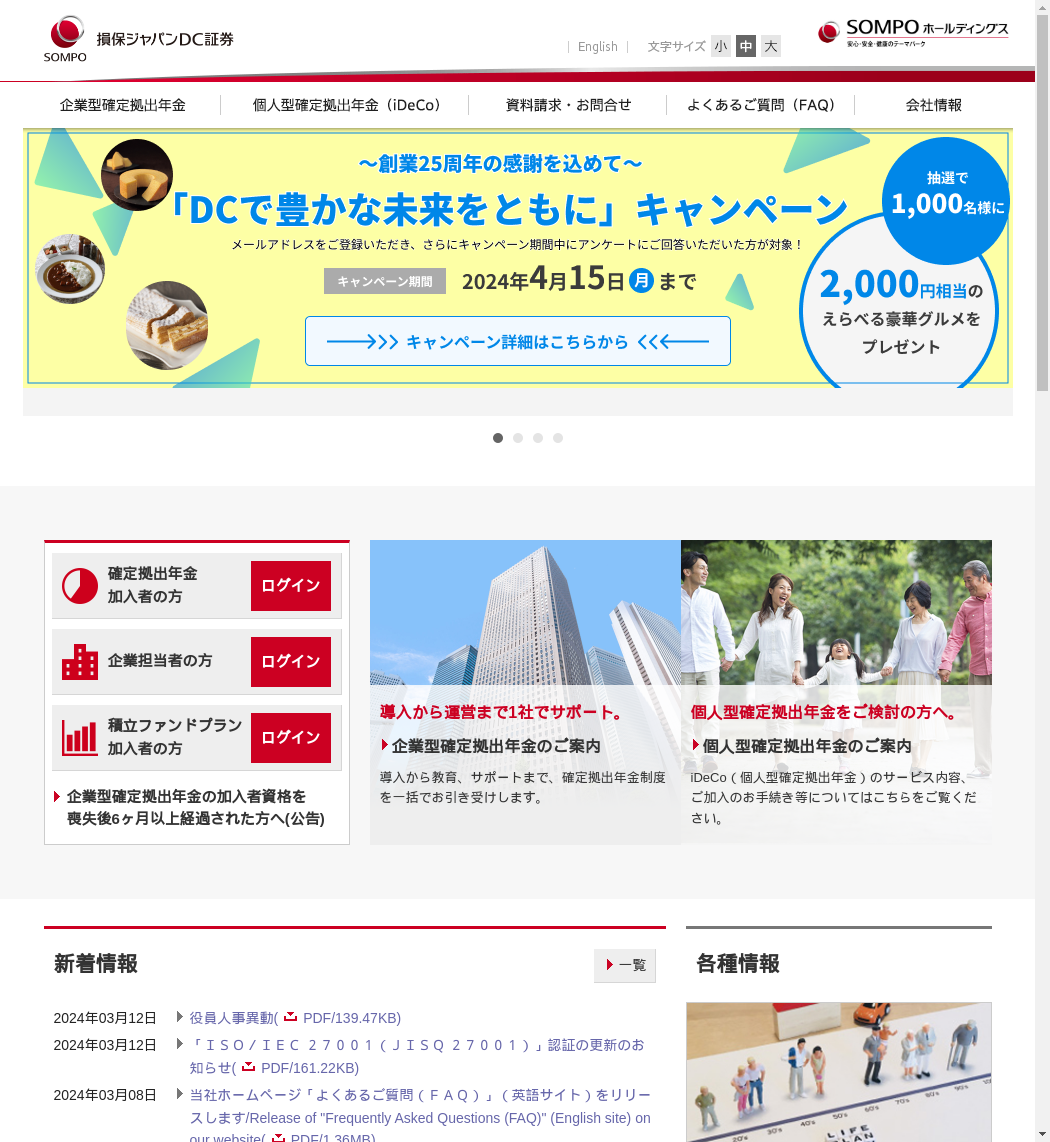 SOMPO
損保ジャパンDC証券
English
文字サイズ 小 中 大
SOMPO ホールディングス
安心・安全・健康のテーマパーク
企業型確定拠出年金
個人型確定拠出年金（iDeCo）
資料請求・お問合せ
よくあるご質問（FAQ）
会社情報
～創業25周年の感謝を込めて～
「DCで豊かな未来をともに」キャンペーン
メールアドレスをご登録いただき、さらにキャンペーン期間中にアンケートにご回答いただいた方が対象！
キャンペーン期間 2024年4月15日 月 まで
キャンペーン詳細はこちらから
抽選で
1,000名様に
2,000円相当の
えらべる豪華グルメを
プレゼント
確定拠出年金
加入者の方
ログイン
企業担当者の方
ログイン
積立ファンドプラン
加入者の方
ログイン
企業型確定拠出年金の加入者資格を
喪失後6ヶ月以上経過された方へ(公告)
導入から運営まで1社でサポート。
企業型確定拠出年金のご案内
導入から教育、サポートまで、確定拠出年金制度
を一括でお引き受けします。
個人型確定拠出年金をご検討の方へ。
個人型確定拠出年金のご案内
iDeCo（個人型確定拠出年金）のサービス内容、
ご加入のお手続き等についてはこちらをご覧くだ
さい。
新着情報
一覧
2024年03月12日 役員人事異動( PDF/139.47KB)
2024年03月12日 「ＩＳＯ／ＩＥＣ ２７００１（ＪＩＳＱ ２７００１）」認証の更新のお
知らせ( PDF/161.22KB)
2024年03月08日 当社ホームページ「よくあるご質問（ＦＡＱ）」（英語サイト）をリリー
スします/Release of "Frequently Asked Questions (FAQ)" (English site) on
our website( PDF/1.36MB)
各種情報
20's 30's 40's 50's 60's 70's 80's 90's
LIFE
PLAN